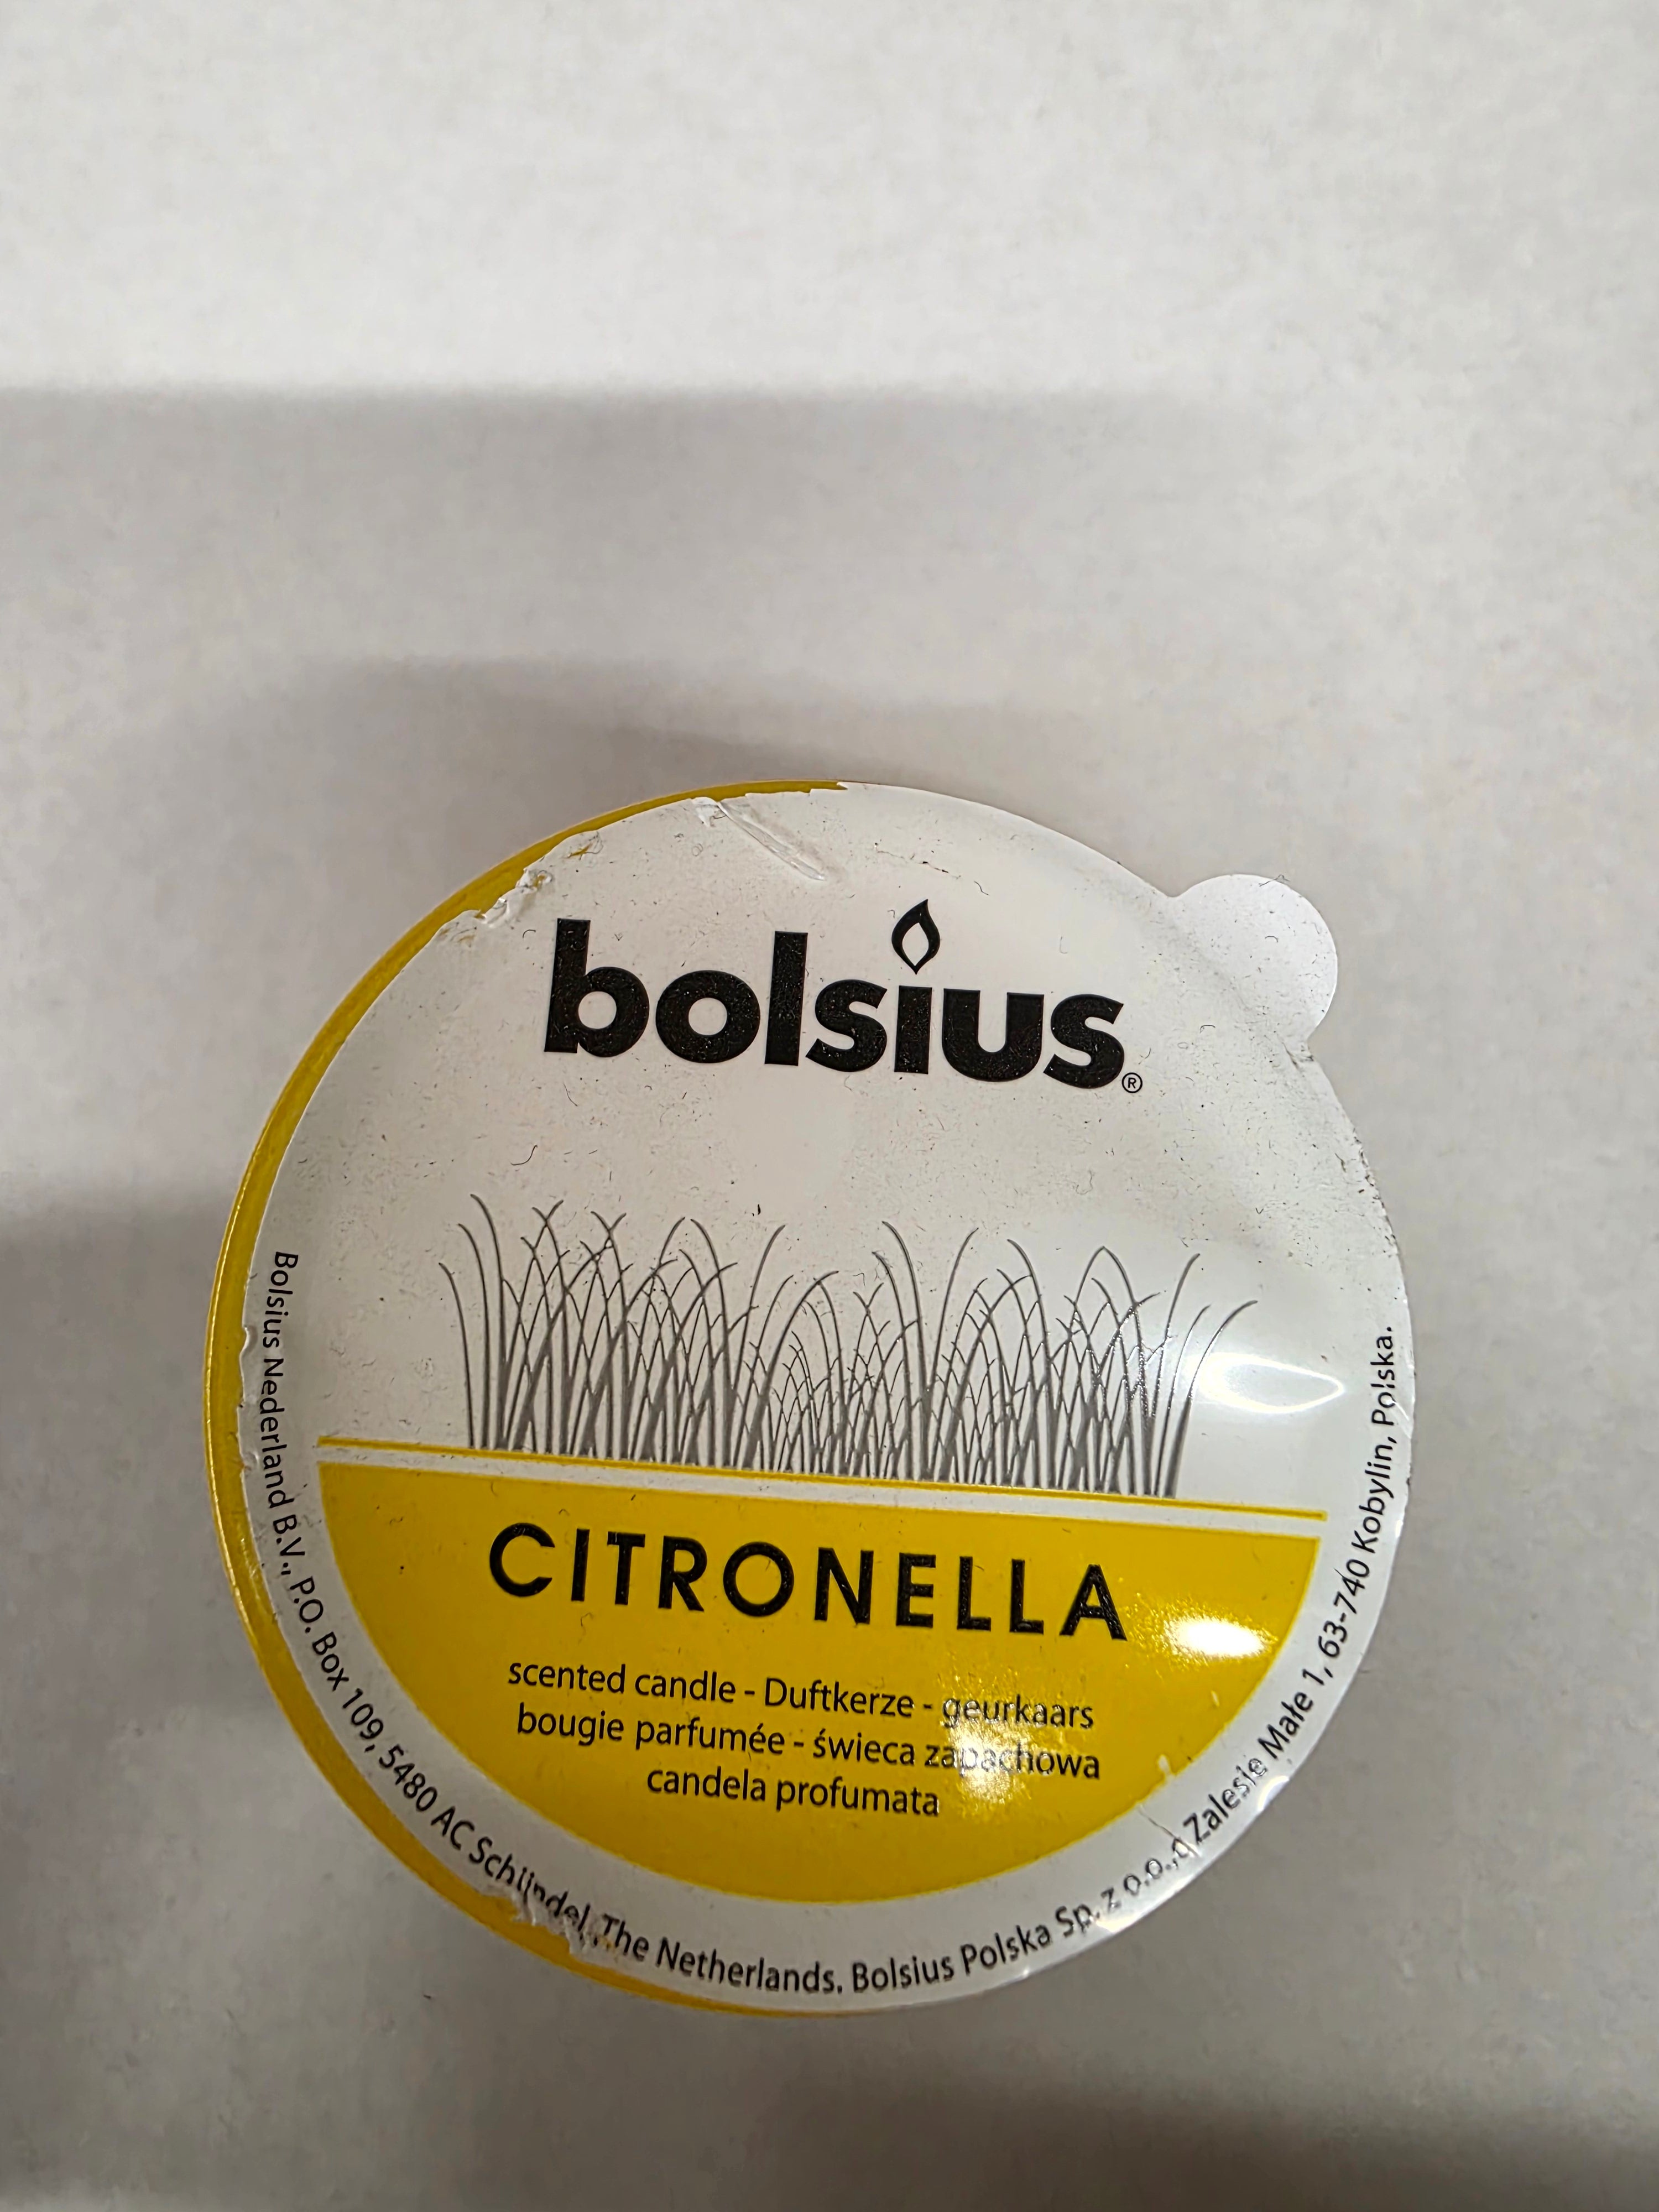 bolsius®
CITRONELLA
scented candle - Duftkerze - geurkaars
bougie parfumée - świeca zapachowa
candela profumata
Bolsius Nederland B.V., P.O. Box 109, 5480 AC Schijndel, The Netherlands. Bolsius Polska Sp. z o.o., Zalesie Małe 1, 63-740 Kobylin, Polska.